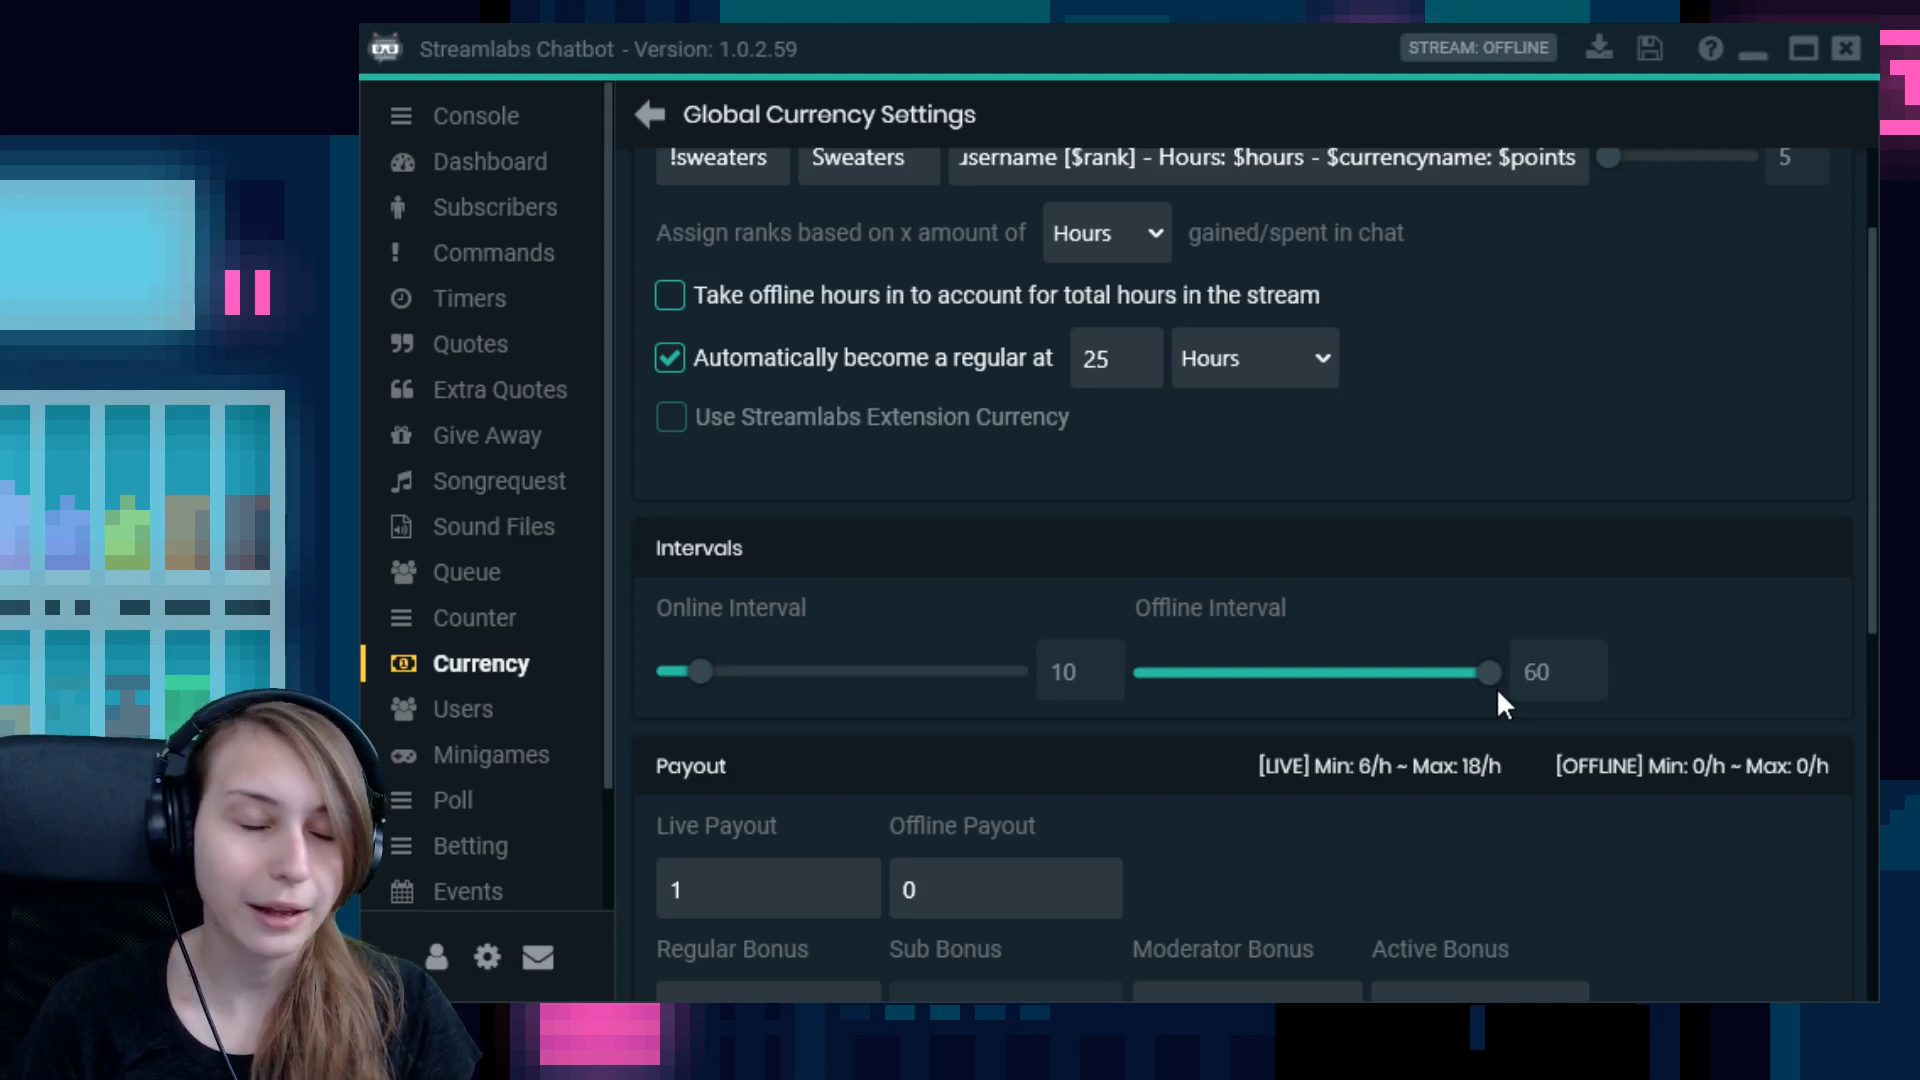 Streamlabs Chatbot - Version: 1.0.2.59
STREAM: OFFLINE
Global Currency Settings
Console
Dashboard
Subscribers
Commands
Timers
Quotes
Extra Quotes
Give Away
Songrequest
Sound Files
Queue
Counter
Currency
Users
Minigames
Poll
Betting
Events
!sweaters
Sweaters
username [$rank] - Hours: $hours - $currencyname: $points
5
Assign ranks based on x amount of
Hours
gained/spent in chat
Take offline hours in to account for total hours in the stream
Automatically become a regular at
25
Hours
Use Streamlabs Extension Currency
Intervals
Online Interval
Offline Interval
10
60
Payout
[LIVE] Min: 6/h ~ Max: 18/h
[OFFLINE] Min: 0/h ~ Max: 0/h
Live Payout
Offline Payout
1
0
Regular Bonus
Sub Bonus
Moderator Bonus
Active Bonus